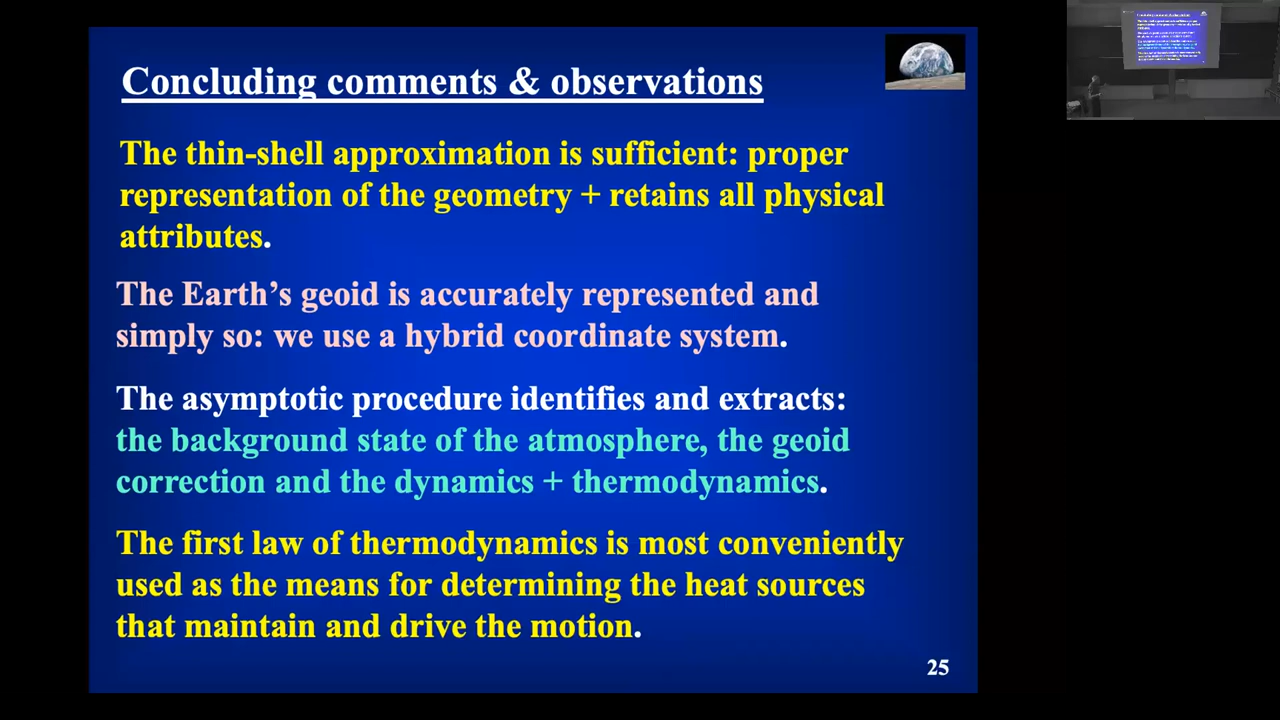 Concluding comments & observations
The thin-shell approximation is sufficient: proper
representation of the geometry + retains all physical
attributes.
The Earth’s geoid is accurately represented and
simply so: we use a hybrid coordinate system.
The asymptotic procedure identifies and extracts:
the background state of the atmosphere, the geoid
correction and the dynamics + thermodynamics.
The first law of thermodynamics is most conveniently
used as the means for determining the heat sources
that maintain and drive the motion.
25